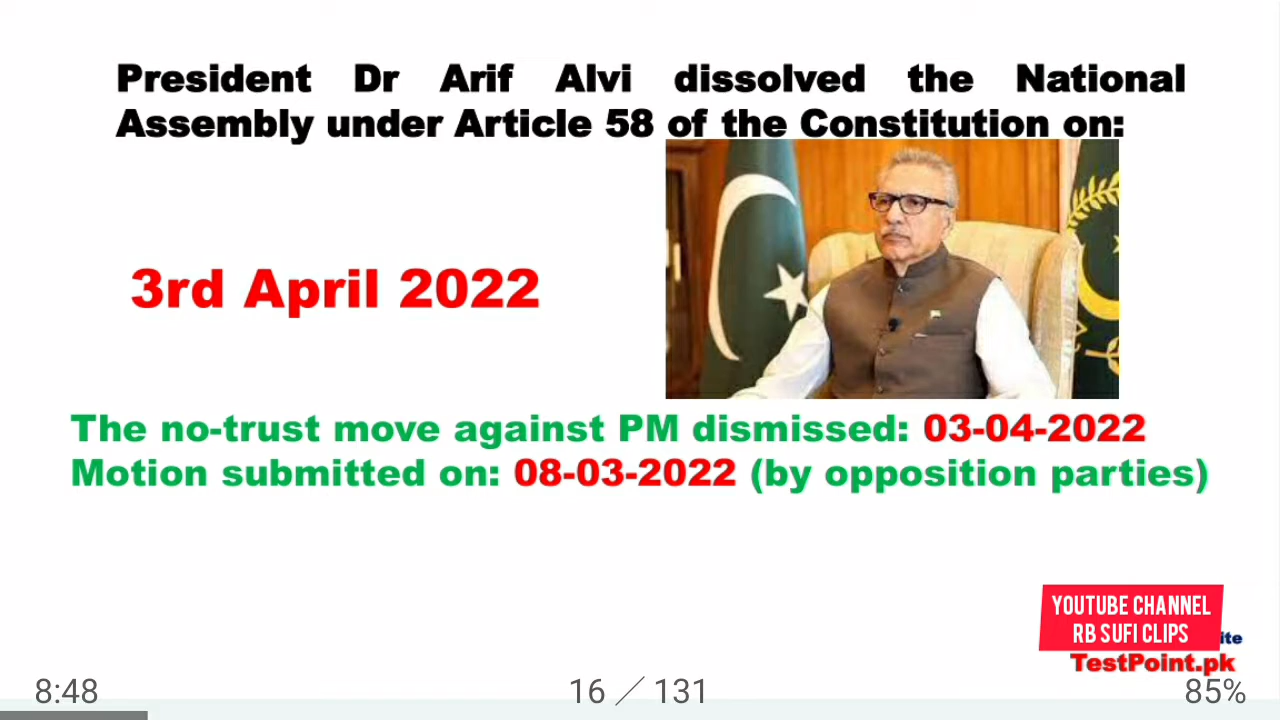 President Dr Arif Alvi dissolved the National
Assembly under Article 58 of the Constitution on:
3rd April 2022
The no-trust move against PM dismissed: 03-04-2022
Motion submitted on: 08-03-2022 (by opposition parties)
YOUTUBE CHANNEL
RB SUFI CLIPS
TestPoint.pk
8:48
16 / 131
85%